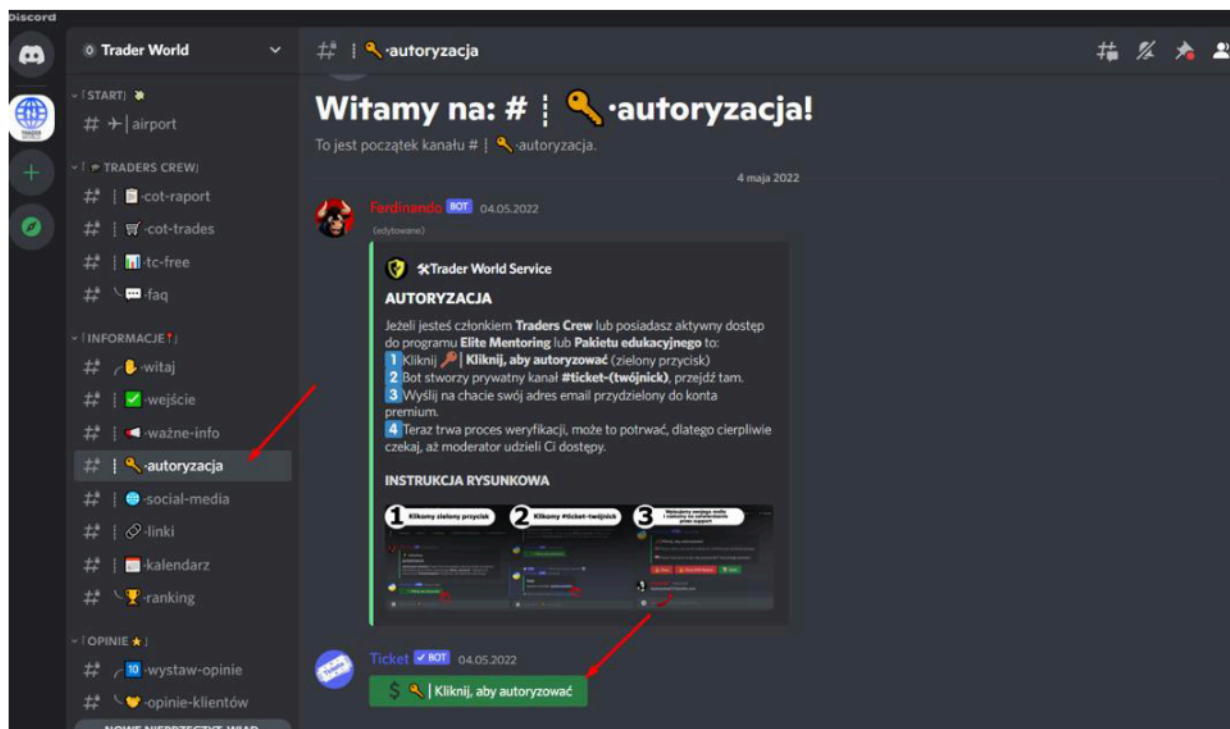 Discord
Trader World
#autoryzacja
[START]
# | airport
[TRADERS CREW]
cot-raport
cot-trades
tc-free
faq
[INFORMACJE]
witaj
wejście
ważne-info
autoryzacja
social-media
linki
kalendarz
ranking
[OPINIE]
wystaw-opinie
opinie-klientów
NOWE NIEPRZECZYT. WIAD.
Witamy na: # ┊ ·autoryzacja!
To jest początek kanału # ┊ ·autoryzacja.
4 maja 2022
Ferdinando BOT 04.05.2022
(edytowane)
Trader World Service
AUTORYZACJA
Jeżeli jesteś członkiem Traders Crew lub posiadasz aktywny dostęp
do programu Elite Mentoring lub Pakietu edukacyjnego to:
1 Kliknij | Kliknij, aby autoryzować (zielony przycisk)
2 Bot stworzy prywatny kanał #ticket-(twójnick), przejdź tam.
3 Wyślij na chacie swój adres email przydzielony do konta
premium.
4 Teraz trwa proces weryfikacji, może to potrwać, dlatego cierpliwie
czekaj, aż moderator udzieli Ci dostępy.
INSTRUKCJA RYSUNKOWA
1 Klikamy zielony przycisk
2 Klikamy #ticket-twójnick
3
Ticket BOT 04.05.2022
$ | Kliknij, aby autoryzować